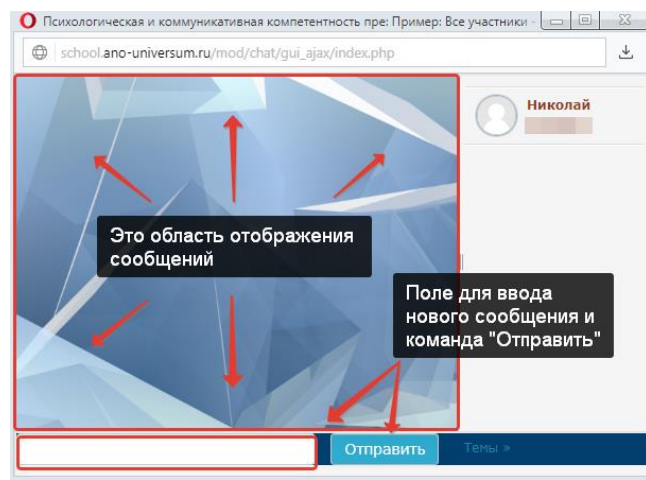 Психологическая и коммуникативная компетентность пре: Пример: Все участники -
school.ano-universum.ru/mod/chat/gui_ajax/index.php
Николай
Это область отображения
сообщений
Поле для ввода
нового сообщения и
команда "Отправить"
Отправить
Темы »